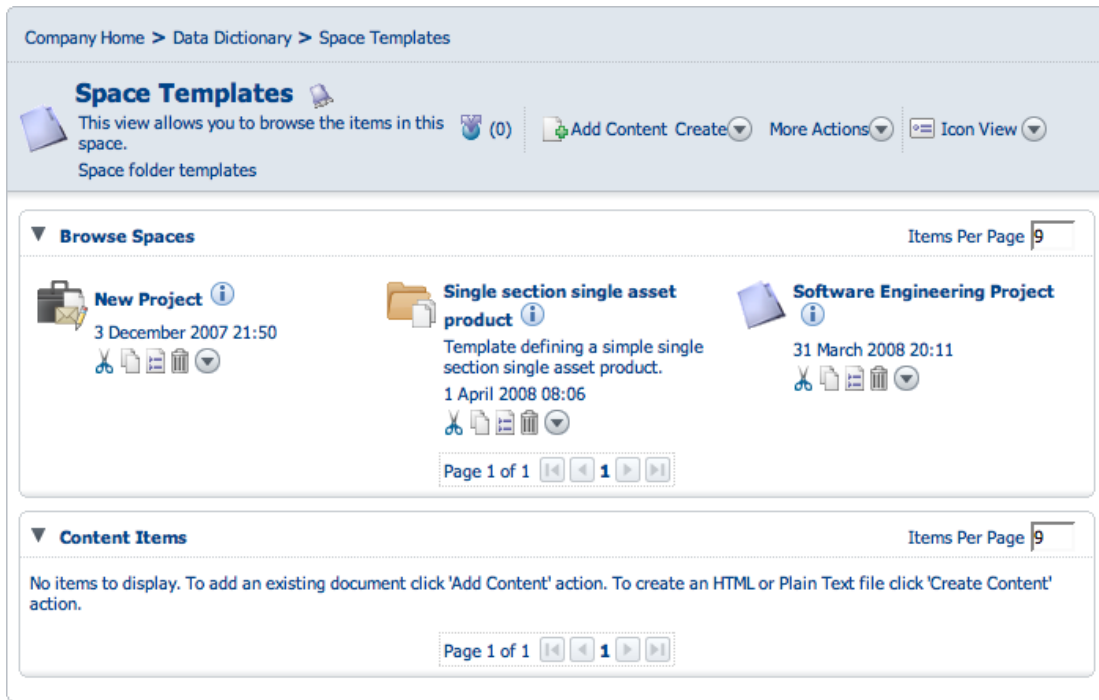 Company Home > Data Dictionary > Space Templates
Space Templates
This view allows you to browse the items in this
space.
Space folder templates
(0)
Add Content Create
More Actions
Icon View
Browse Spaces
Items Per Page 9
New Project
3 December 2007 21:50
Single section single asset
product
Template defining a simple single
section single asset product.
1 April 2008 08:06
Software Engineering Project
31 March 2008 20:11
Page 1 of 1 1
Content Items
Items Per Page 9
No items to display. To add an existing document click 'Add Content' action. To create an HTML or Plain Text file click 'Create Content'
action.
Page 1 of 1 1